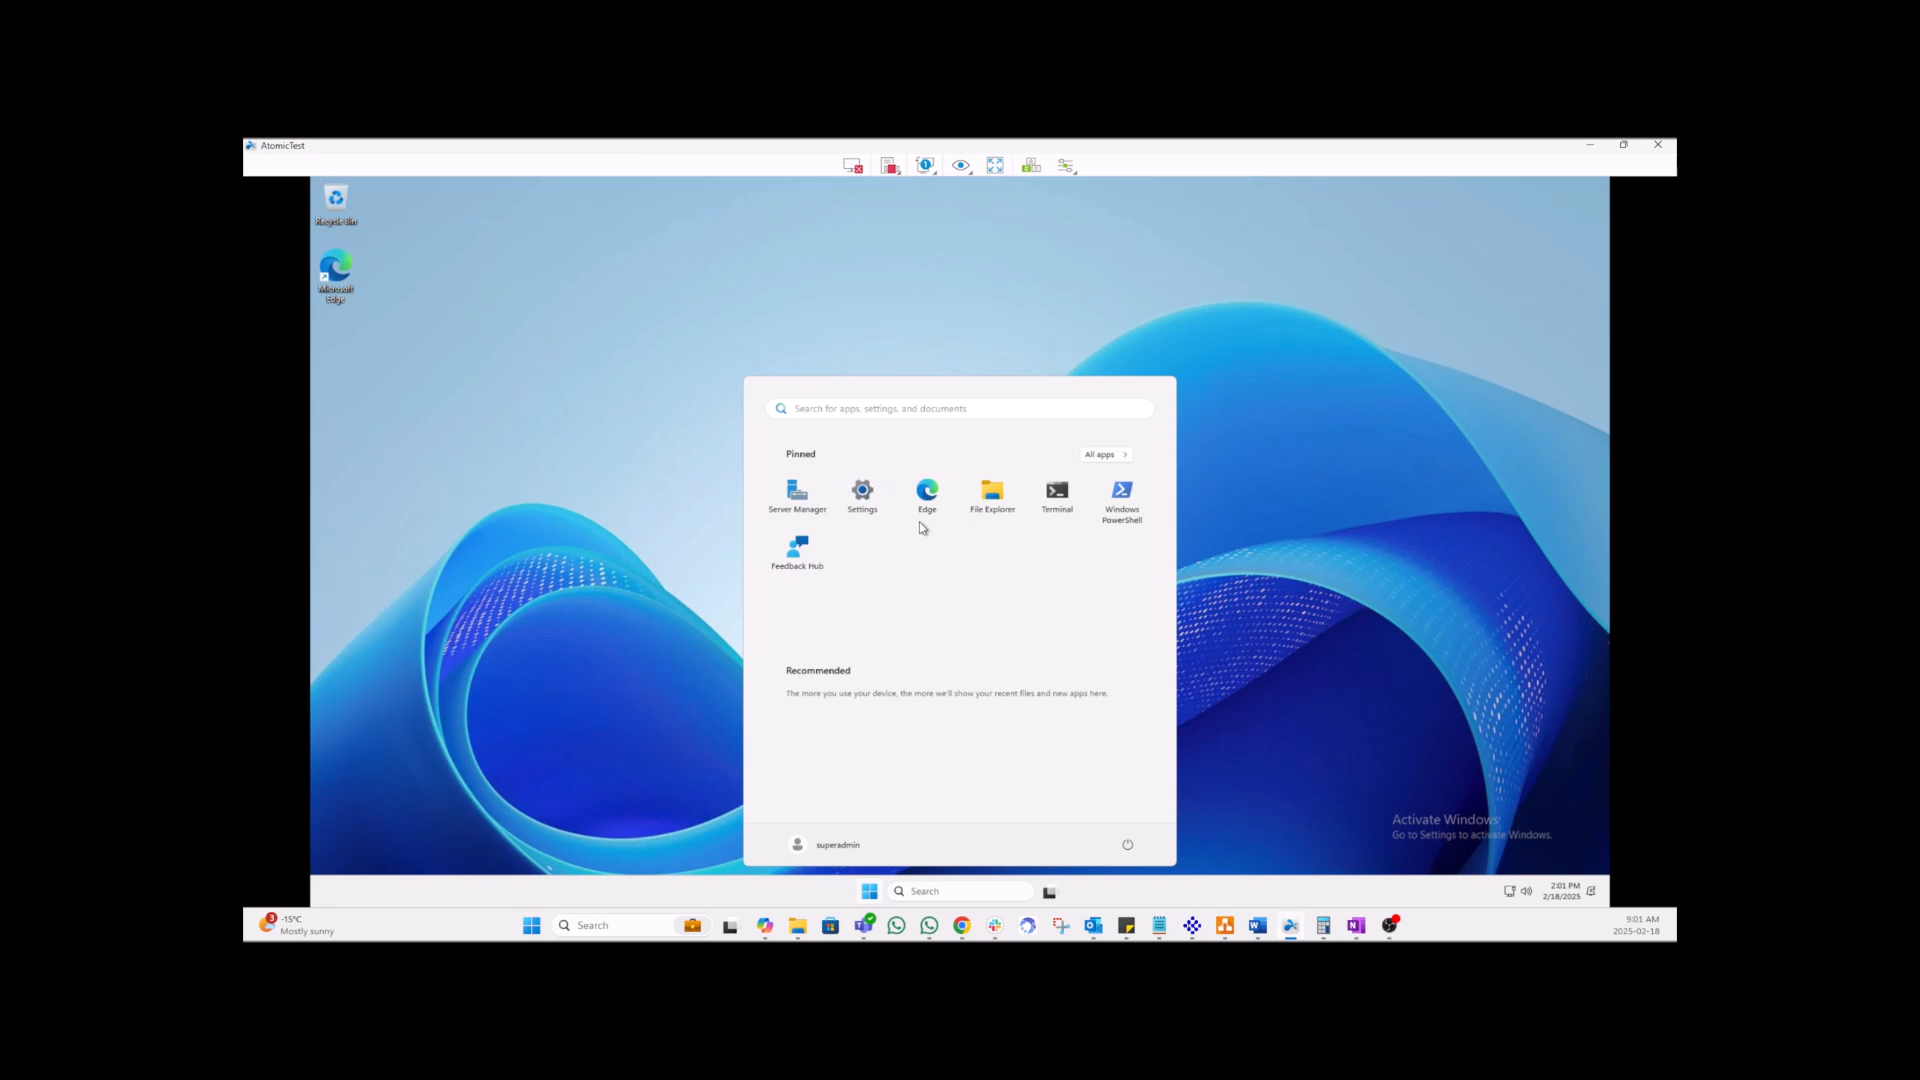 AtomicTest
Recycle Bin
Microsoft
Edge
Search for apps, settings, and documents
Pinned
All apps
Server Manager
Settings
Edge
File Explorer
Terminal
Windows
PowerShell
Feedback Hub
Recommended
The more you use your device, the more we'll show your recent files and new apps here.
superadmin
Activate Windows
Go to Settings to activate Windows.
Search
2:01 PM
2/18/2025
3
-15°C
Mostly sunny
Search
9:01 AM
2025-02-18